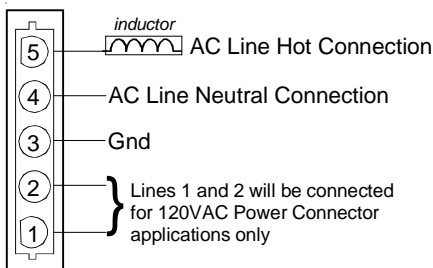 inductor
5 AC Line Hot Connection
4 AC Line Neutral Connection
3 Gnd
2 Lines 1 and 2 will be connected
for 120VAC Power Connector
1 applications only